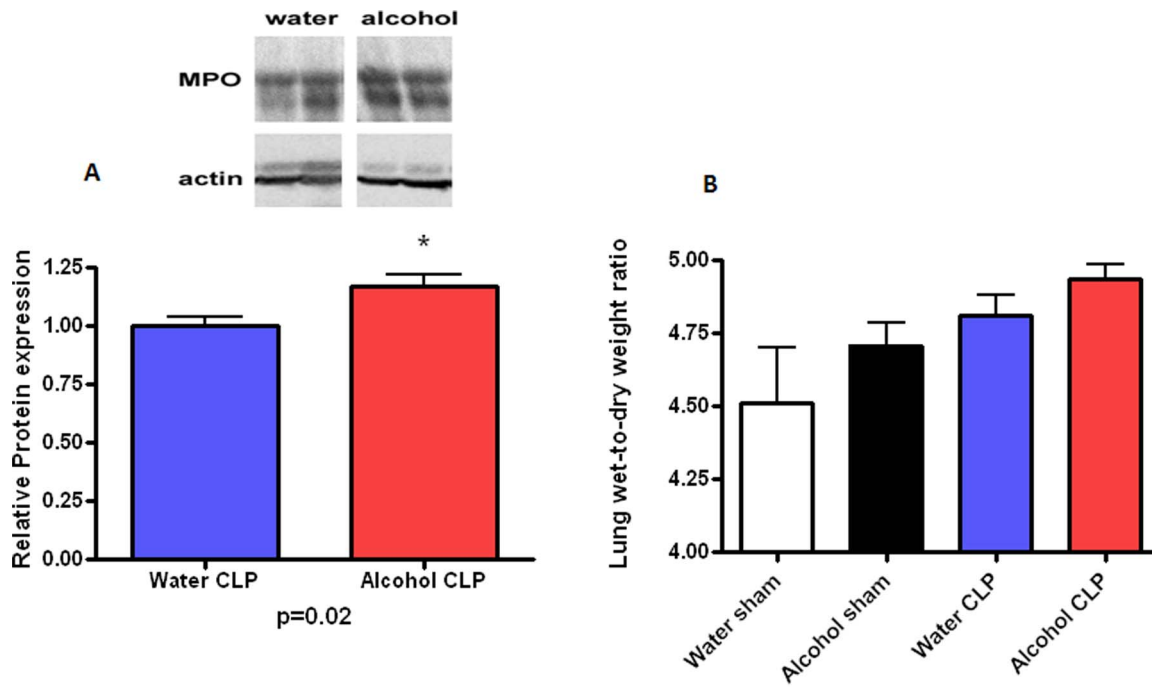 water alcohol
MPO
actin
A
*
Relative Protein expression
1.25
1.00
0.75
0.50
0.25
0.00
Water CLP Alcohol CLP
p=0.02
B
Lung wet-to-dry weight ratio
5.00
4.75
4.50
4.25
4.00
Water sham
Alcohol sham
Water CLP
Alcohol CLP